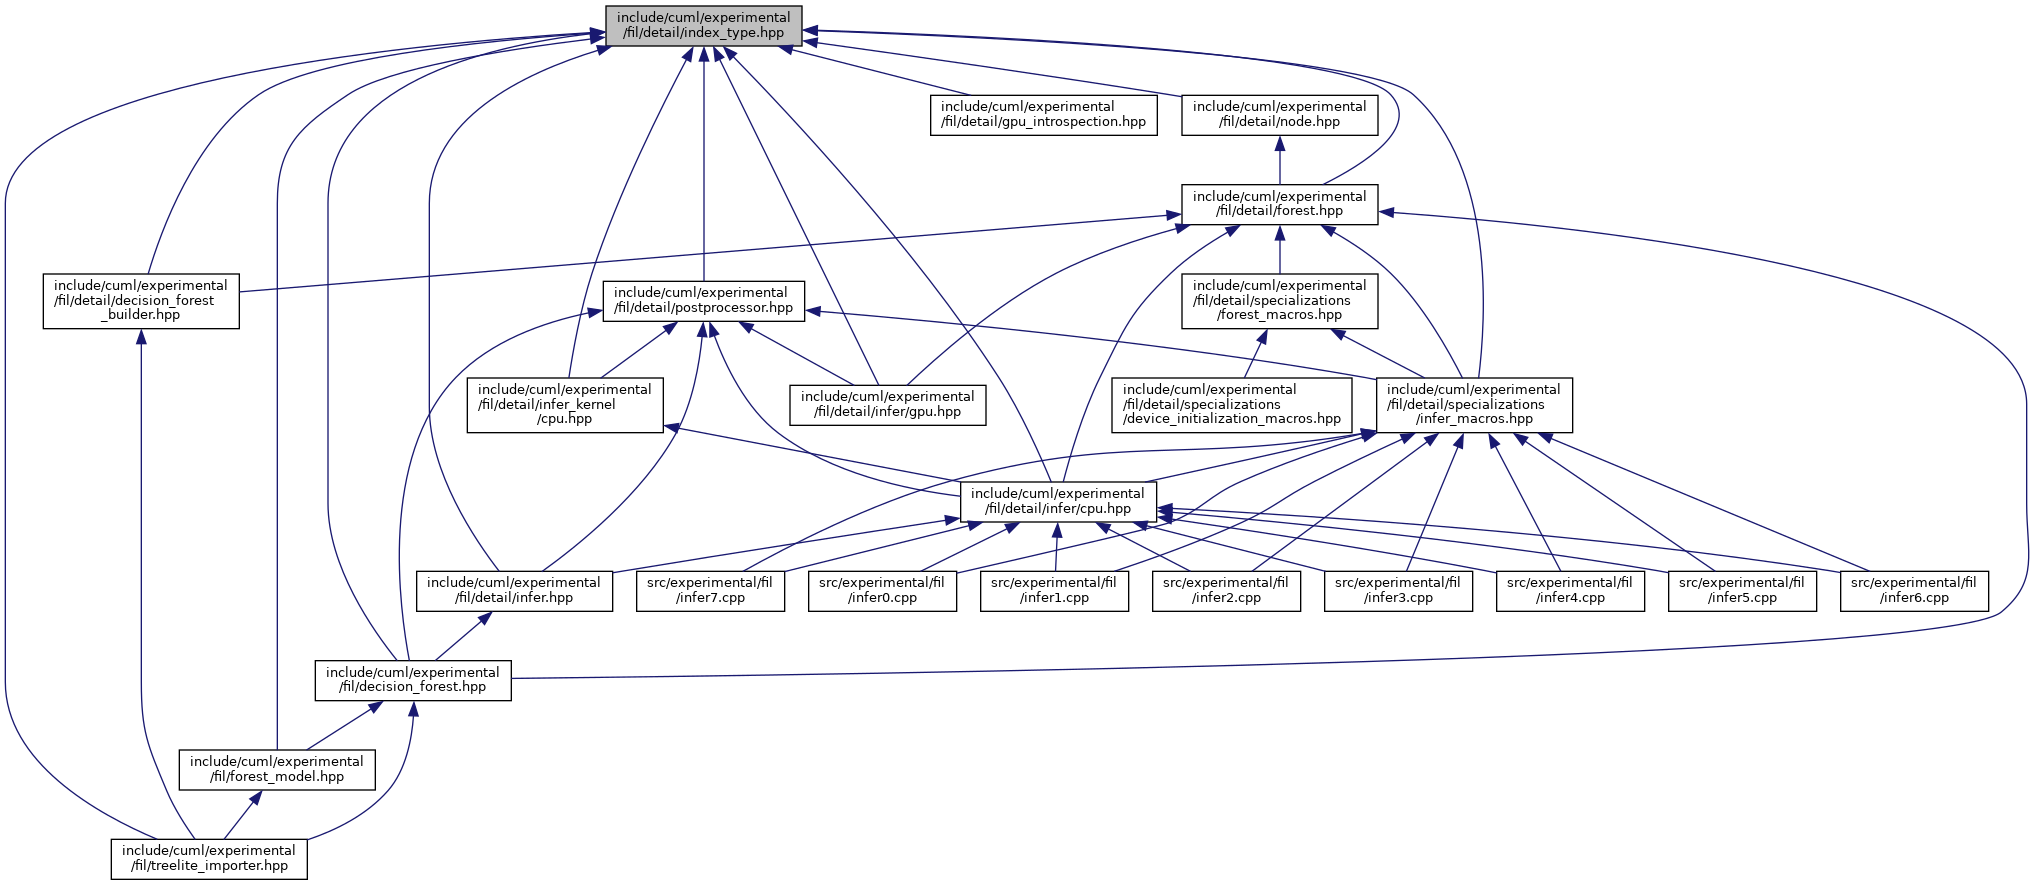 include/cuml/experimental
/fil/detail/index_type.hpp
include/cuml/experimental
/fil/detail/gpu_introspection.hpp
include/cuml/experimental
/fil/detail/node.hpp
include/cuml/experimental
/fil/detail/forest.hpp
include/cuml/experimental
/fil/detail/decision_forest
_builder.hpp
include/cuml/experimental
/fil/detail/postprocessor.hpp
include/cuml/experimental
/fil/detail/specializations
/forest_macros.hpp
include/cuml/experimental
/fil/detail/infer_kernel
/cpu.hpp
include/cuml/experimental
/fil/detail/infer/gpu.hpp
include/cuml/experimental
/fil/detail/specializations
/device_initialization_macros.hpp
include/cuml/experimental
/fil/detail/specializations
/infer_macros.hpp
include/cuml/experimental
/fil/detail/infer/cpu.hpp
include/cuml/experimental
/fil/detail/infer.hpp
src/experimental/fil
/infer7.cpp
src/experimental/fil
/infer0.cpp
src/experimental/fil
/infer1.cpp
src/experimental/fil
/infer2.cpp
src/experimental/fil
/infer3.cpp
src/experimental/fil
/infer4.cpp
src/experimental/fil
/infer5.cpp
src/experimental/fil
/infer6.cpp
include/cuml/experimental
/fil/decision_forest.hpp
include/cuml/experimental
/fil/forest_model.hpp
include/cuml/experimental
/fil/treelite_importer.hpp